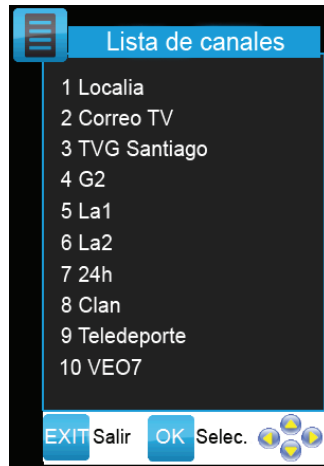 Lista de canales
1 Localia
2 Correo TV
3 TVG Santiago
4 G2
5 La1
6 La2
7 24h
8 Clan
9 Teledeporte
10 VEO7
EXIT Salir OK Selec.